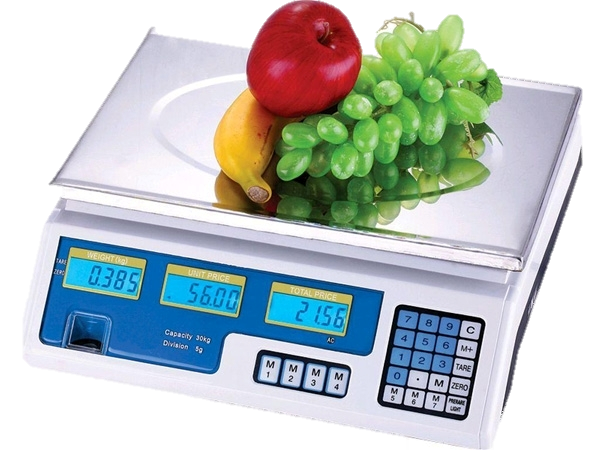 WEIGHT (kg)
UNIT PRICE
TOTAL PRICE
TARE
ZERO
0.385
56.00
21.56
AC
Capacity 30kg
Division 5g
M 1
M 2
M 3
M 4
7 8 9 C
4 5 6 M+
1 2 3 TARE
0 . M ZERO
M 5
M 6
M 7
PRERARE LIGHT